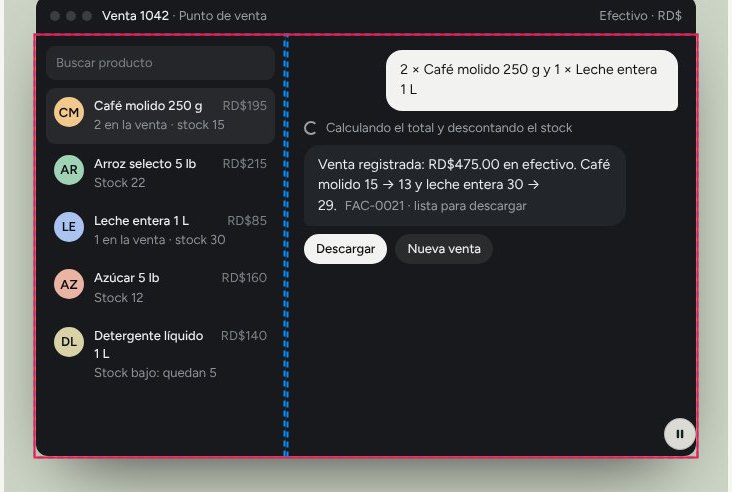 Venta 1042 · Punto de venta
Efectivo · RD$
Buscar producto
CM
Café molido 250 g
RD$195
2 en la venta · stock 15
AR
Arroz selecto 5 lb
RD$215
Stock 22
LE
Leche entera 1 L
RD$85
1 en la venta · stock 30
AZ
Azúcar 5 lb
RD$160
Stock 12
DL
Detergente líquido
1 L
RD$140
Stock bajo: quedan 5
2 × Café molido 250 g y 1 × Leche entera
1 L
Calculando el total y descontando el stock
Venta registrada: RD$475.00 en efectivo. Café
molido 15 → 13 y leche entera 30 →
29. FAC-0021 · lista para descargar
Descargar
Nueva venta